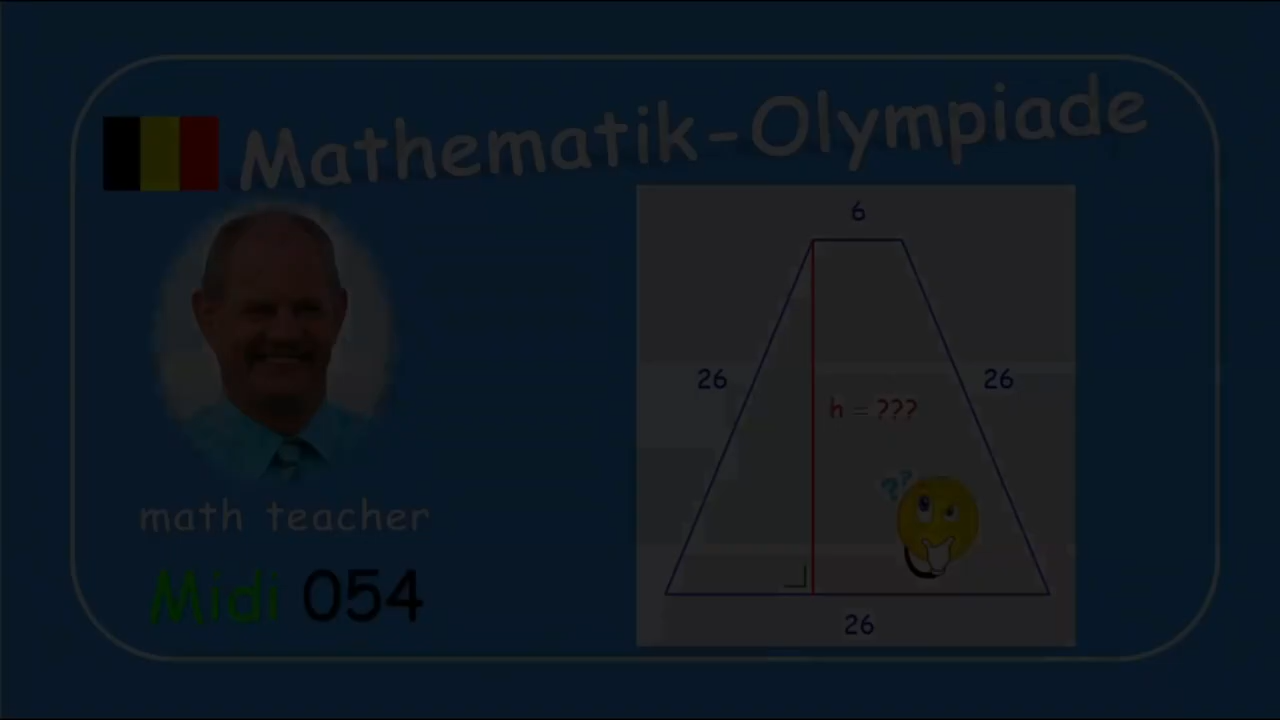 Mathematik-Olympiade
6
26
26
h = ???
??
math teacher
Midi 054
26